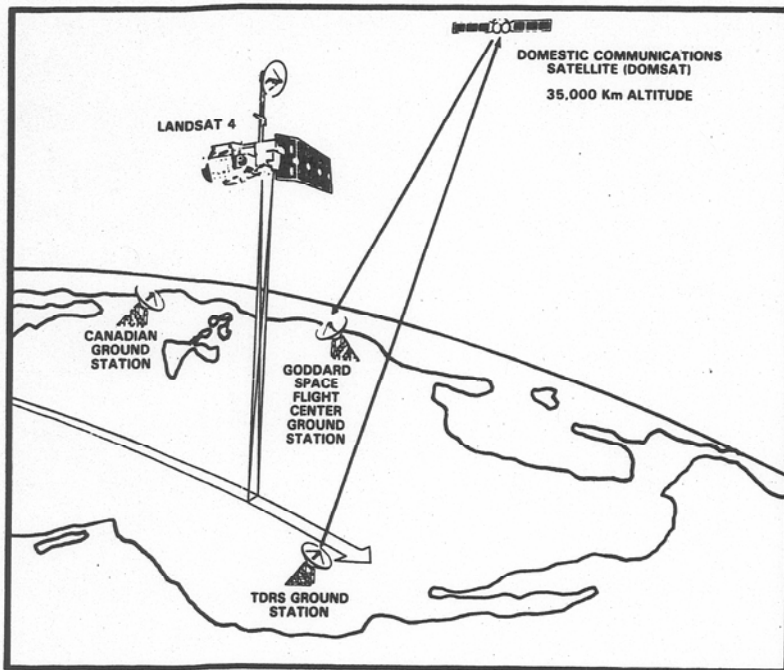 DOMESTIC COMMUNICATIONS
SATELLITE (DOMSAT)
35,000 Km ALTITUDE
LANDSAT 4
CANADIAN
GROUND
STATION
GODDARD
SPACE
FLIGHT
CENTER
GROUND
STATION
TDRS GROUND
STATION